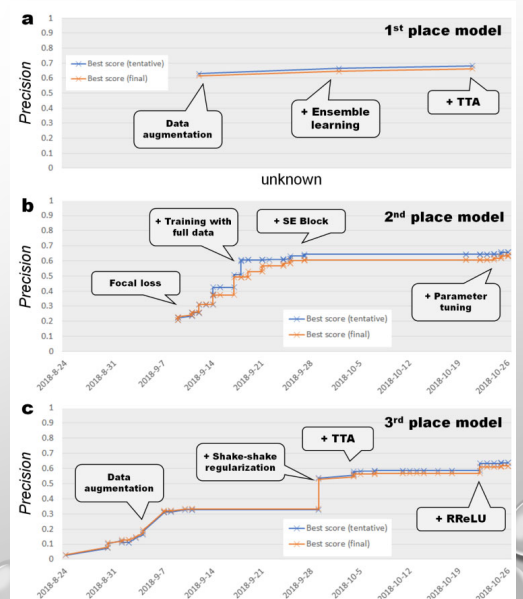 a
1st place model
Precision
1
0.9
0.8
0.7
0.6
0.5
0.4
0.3
0.2
0.1
0
Best score (tentative)
Best score (final)
Data
augmentation
+ Ensemble
learning
+ TTA
unknown
b
2nd place model
Precision
1
0.9
0.8
0.7
0.6
0.5
0.4
0.3
0.2
0.1
0
+ Training with
full data
+ SE Block
Focal loss
+ Parameter
tuning
Best score (tentative)
Best score (final)
2018-8-24
2018-8-31
2018-9-7
2018-9-14
2018-9-21
2018-9-28
2018-10-5
2018-10-12
2018-10-19
2018-10-26
c
3rd place model
Precision
1
0.9
0.8
0.7
0.6
0.5
0.4
0.3
0.2
0.1
0
Data
augmentation
+ Shake-shake
regularization
+ TTA
+ RReLU
Best score (tentative)
Best score (final)
2018-8-24
2018-8-31
2018-9-7
2018-9-14
2018-9-21
2018-9-28
2018-10-5
2018-10-12
2018-10-19
2018-10-26